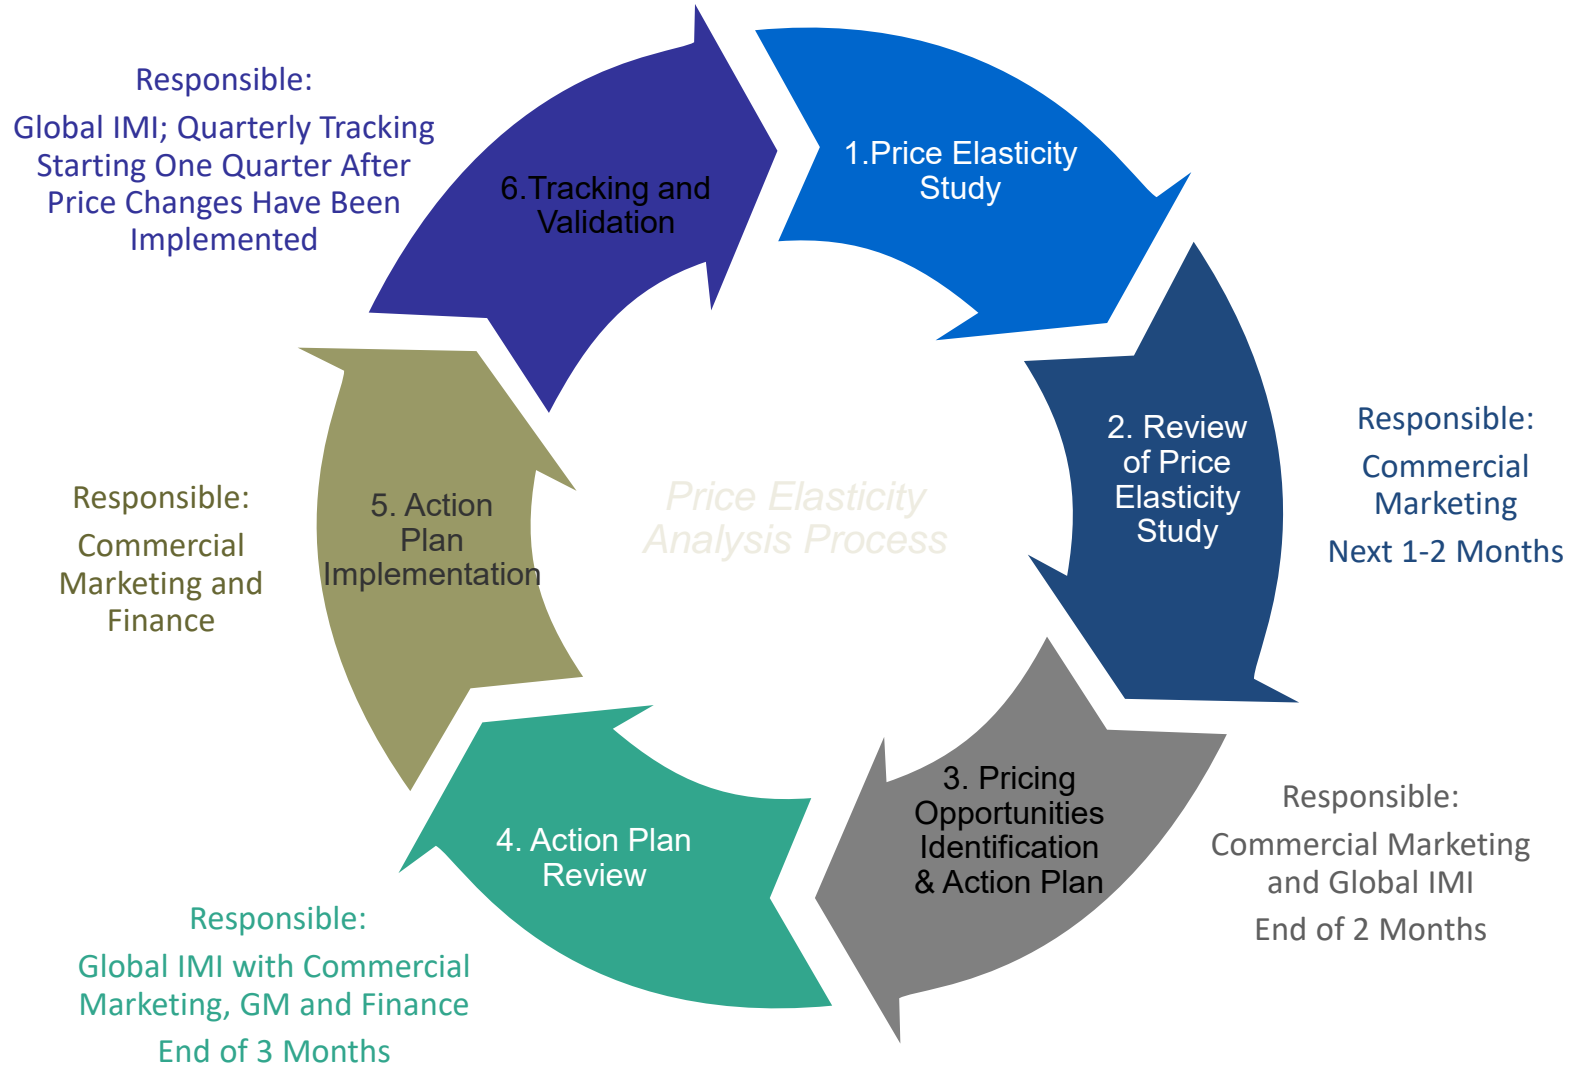 Responsible:
Global IMI; Quarterly Tracking
Starting One Quarter After
Price Changes Have Been
Implemented
6.Tracking and
Validation
1.Price Elasticity
Study
2. Review
of Price
Elasticity
Study
Responsible:
Commercial
Marketing
Next 1-2 Months
Price Elasticity
Analysis Process
Responsible:
Commercial
Marketing and
Finance
5. Action
Plan
Implementation
3. Pricing
Opportunities
Identification
& Action Plan
Responsible:
Commercial Marketing
and Global IMI
End of 2 Months
4. Action Plan
Review
Responsible:
Global IMI with Commercial
Marketing, GM and Finance
End of 3 Months